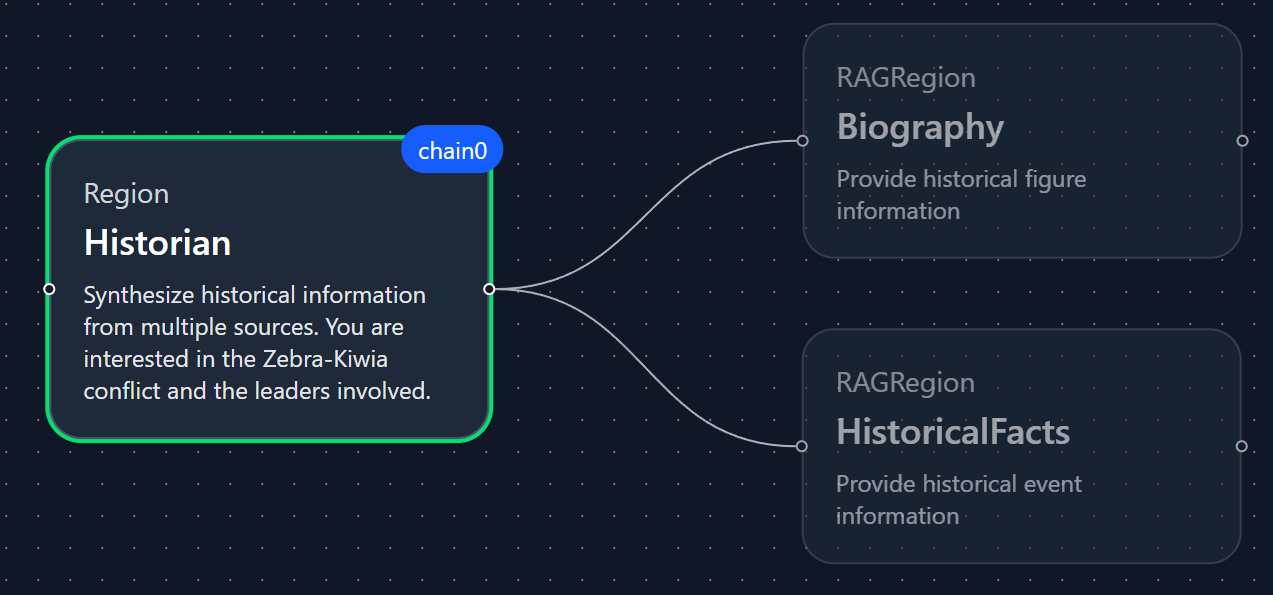 chain0
Region
Historian
Synthesize historical information
from multiple sources. You are
interested in the Zebra-Kiwia
conflict and the leaders involved.
RAGRegion
Biography
Provide historical figure
information
RAGRegion
HistoricalFacts
Provide historical event
information